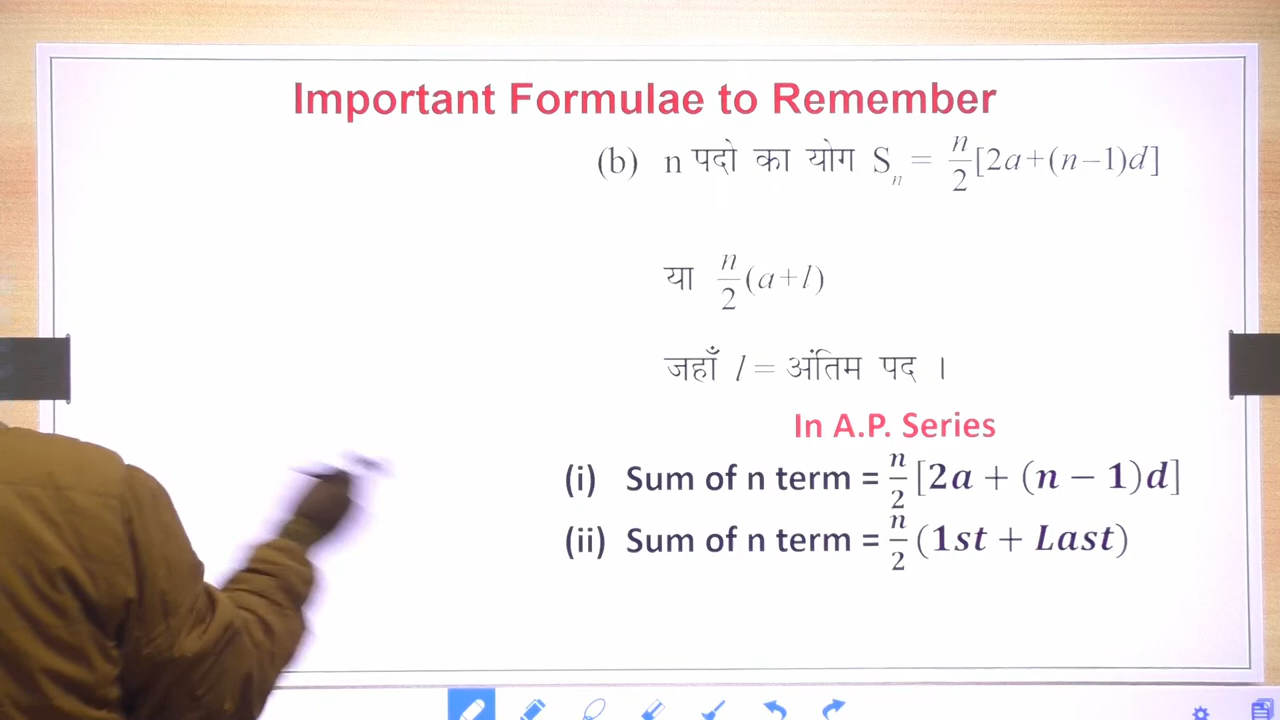 Important Formulae to Remember
(b) n पदो का योग Sₙ = n/2 [2a+(n−1)d]
या n/2 (a+l)
जहाँ l = अंतिम पद ।
In A.P. Series
(i) Sum of n term = n/2 [2a + (n − 1)d]
(ii) Sum of n term = n/2 (1st + Last)